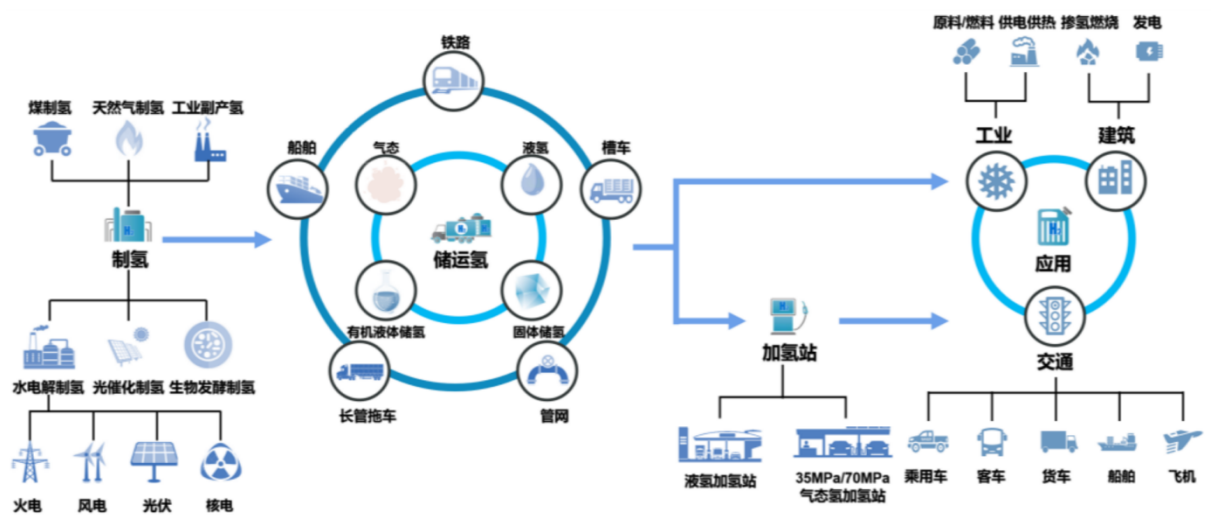 煤制氢
天然气制氢
工业副产氢
H₂
制氢
水电解制氢
光催化制氢
生物发酵制氢
火电
风电
光伏
核电
铁路
船舶
槽车
气态
液氢
H₂
H
储运氢
有机液体储氢
固体储氢
长管拖车
管网
H₂
加氢站
液氢加氢站
35MPa/70MPa
气态氢加氢站
原料/燃料
供电供热
掺氢燃烧
发电
工业
建筑
H₂
应用
交通
乘用车
客车
货车
船舶
飞机